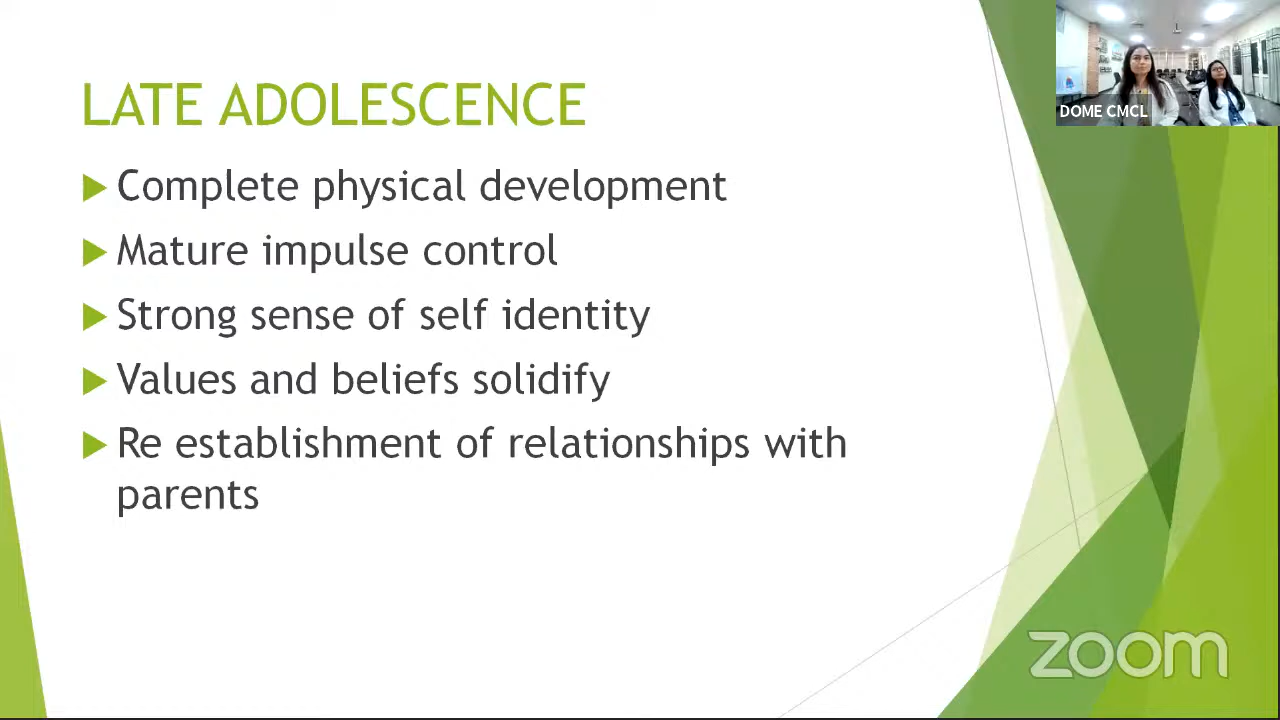 LATE ADOLESCENCE
Complete physical development
Mature impulse control
Strong sense of self identity
Values and beliefs solidify
Re establishment of relationships with
parents
DOME CMCL
zoom